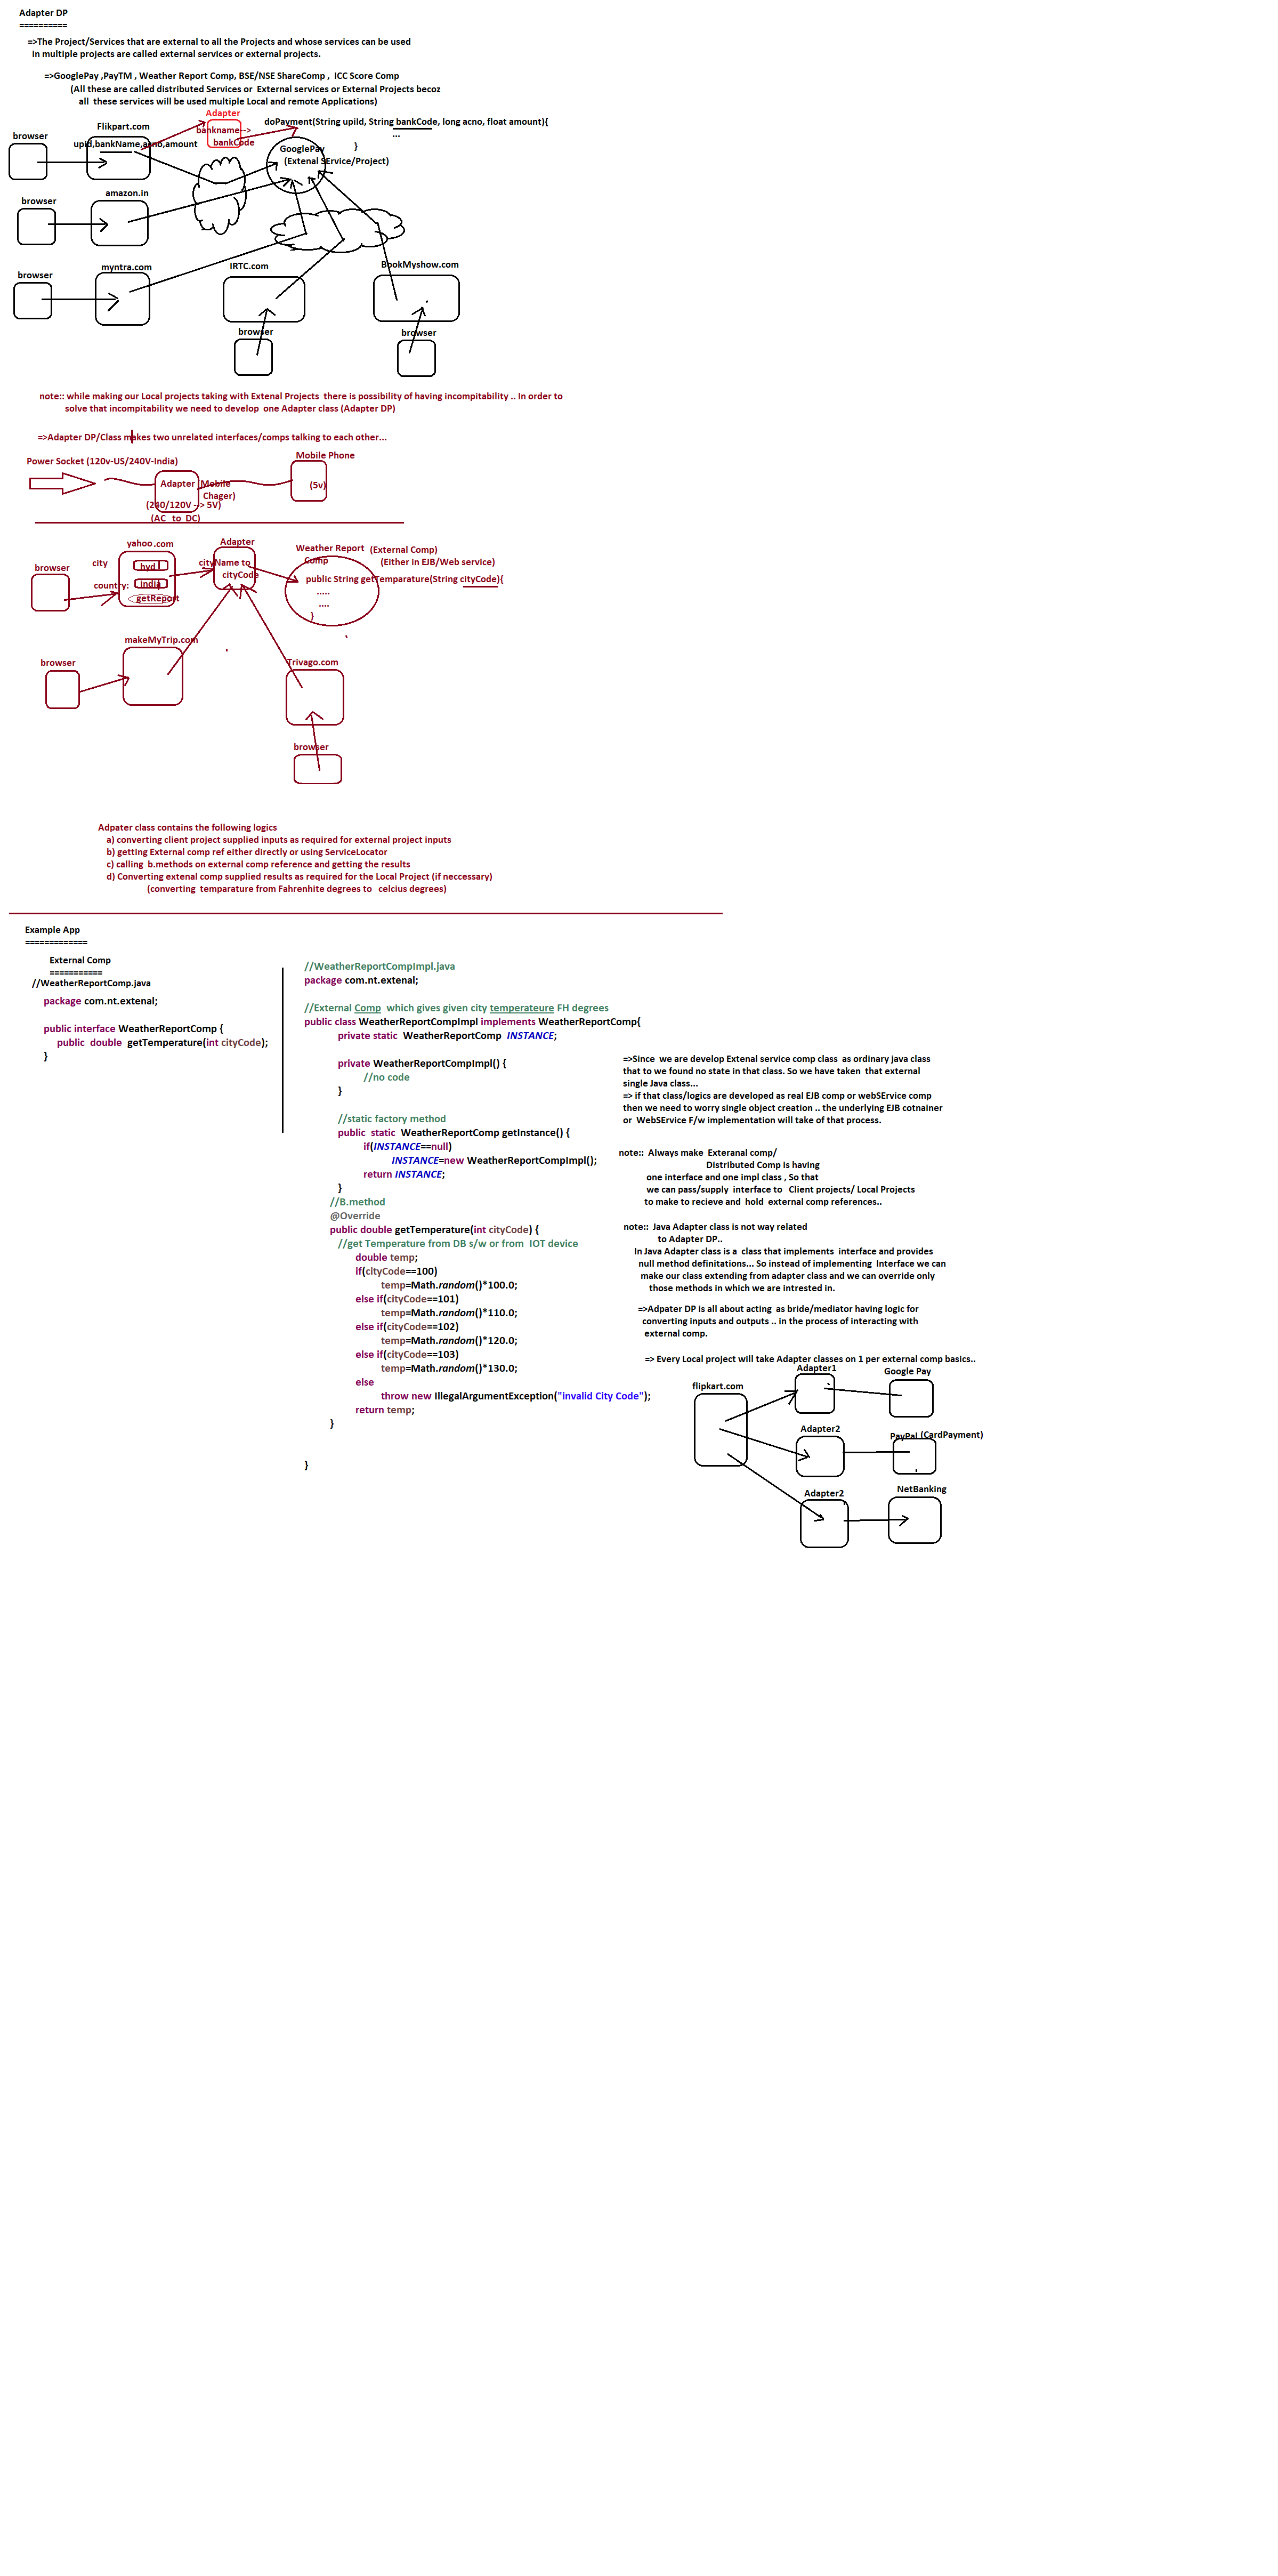 Adapter DP
==========
=>The Project/Services that are external to all the Projects and whose services can be used
in multiple projects are called external services or external projects.
=>GooglePay ,PayTM , Weather Report Comp, BSE/NSE ShareComp ,  ICC Score Comp
(All these are called distributed Services or  External services or External Projects becoz
all  these services will be used multiple Local and remote Applications)
Adapter
doPayment(String upiId, String bankCode, long acno, float amount){
...
}
Flikpart.com
bankname-->
bankCode
browser
upid,bankName,acno,amount
GooglePay
(Extenal SErvice/Project)
amazon.in
browser
myntra.com
IRTC.com
BookMyshow.com
browser
browser
browser
note:: while making our Local projects taking with Extenal Projects  there is possibility of having incompitability .. In order to
solve that incompitability we need to develop  one Adapter class (Adapter DP)
=>Adapter DP/Class makes two unrelated interfaces/comps talking to each other...
Power Socket (120v-US/240V-India)
Mobile Phone
Adapter (Mobile
Chager)
(5v)
(240/120V --> 5V)
(AC  to  DC)
yahoo.com
Adapter
Weather Report
Comp
(External Comp)
(Either in EJB/Web service)
city
hyd
cityName to
cityCode
browser
country:
india
getReport
public String getTemparature(String cityCode){
.....
....
}
makeMyTrip.com
browser
Trivago.com
browser
Adpater class contains the following logics
a) converting client project supplied inputs as required for external project inputs
b) getting External comp ref either directly or using ServiceLocator
c) calling  b.methods on external comp reference and getting the results
d) Converting extenal comp supplied results as required for the Local Project (if neccessary)
(converting  temparature from Fahrenhite degrees to   celcius degrees)
Example App
=============
External Comp
===========
//WeatherReportComp.java
package com.nt.extenal;
public interface WeatherReportComp {
public  double  getTemperature(int cityCode);
}
//WeatherReportCompImpl.java
package com.nt.extenal;
//External Comp  which gives given city temperateure FH degrees
public class WeatherReportCompImpl implements WeatherReportComp{
private static  WeatherReportComp  INSTANCE;
private WeatherReportCompImpl() {
//no code
}
//static factory method
public  static  WeatherReportComp getInstance() {
if(INSTANCE==null)
INSTANCE=new WeatherReportCompImpl();
return INSTANCE;
}
//B.method
@Override
public double getTemperature(int cityCode) {
//get Temperature from DB s/w or from  IOT device
double temp;
if(cityCode==100)
temp=Math.random()*100.0;
else if(cityCode==101)
temp=Math.random()*110.0;
else if(cityCode==102)
temp=Math.random()*120.0;
else if(cityCode==103)
temp=Math.random()*130.0;
else
throw new IllegalArgumentException("invalid City Code");
return temp;
}
}
=>Since  we are develop Extenal service comp class  as ordinary java class
that to we found no state in that class. So we have taken  that external
single Java class...
=> if that class/logics are developed as real EJB comp or webSErvice comp
then we need to worry single object creation .. the underlying EJB cotnainer
or  WebSErvice F/w implementation will take of that process.
note::  Always make  Exteranal comp/
Distributed Comp is having
one interface and one impl class , So that
we can pass/supply  interface to   Client projects/ Local Projects
to make to recieve and  hold  external comp references..
note::  Java Adapter class is not way related
to Adapter DP..
In Java Adapter class is a  class that implements  interface and provides
null method definitations... So instead of implementing  Interface we can
make our class extending from adapter class and we can override only
those methods in which we are intrested in.
=>Adpater DP is all about acting  as bride/mediator having logic for
converting inputs and outputs .. in the process of interacting with
external comp.
=> Every Local project will take Adapter classes on 1 per external comp basics..
Adapter1
Google Pay
flipkart.com
Adapter2
PayPal (CardPayment)
Adapter2
NetBanking